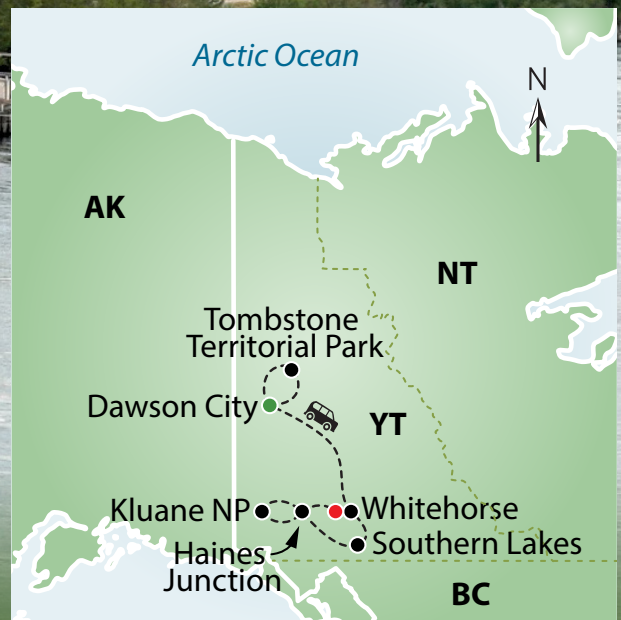 Arctic Ocean
N
AK
NT
Tombstone
Territorial Park
Dawson City
YT
Kluane NP
Whitehorse
Haines
Junction
Southern Lakes
BC